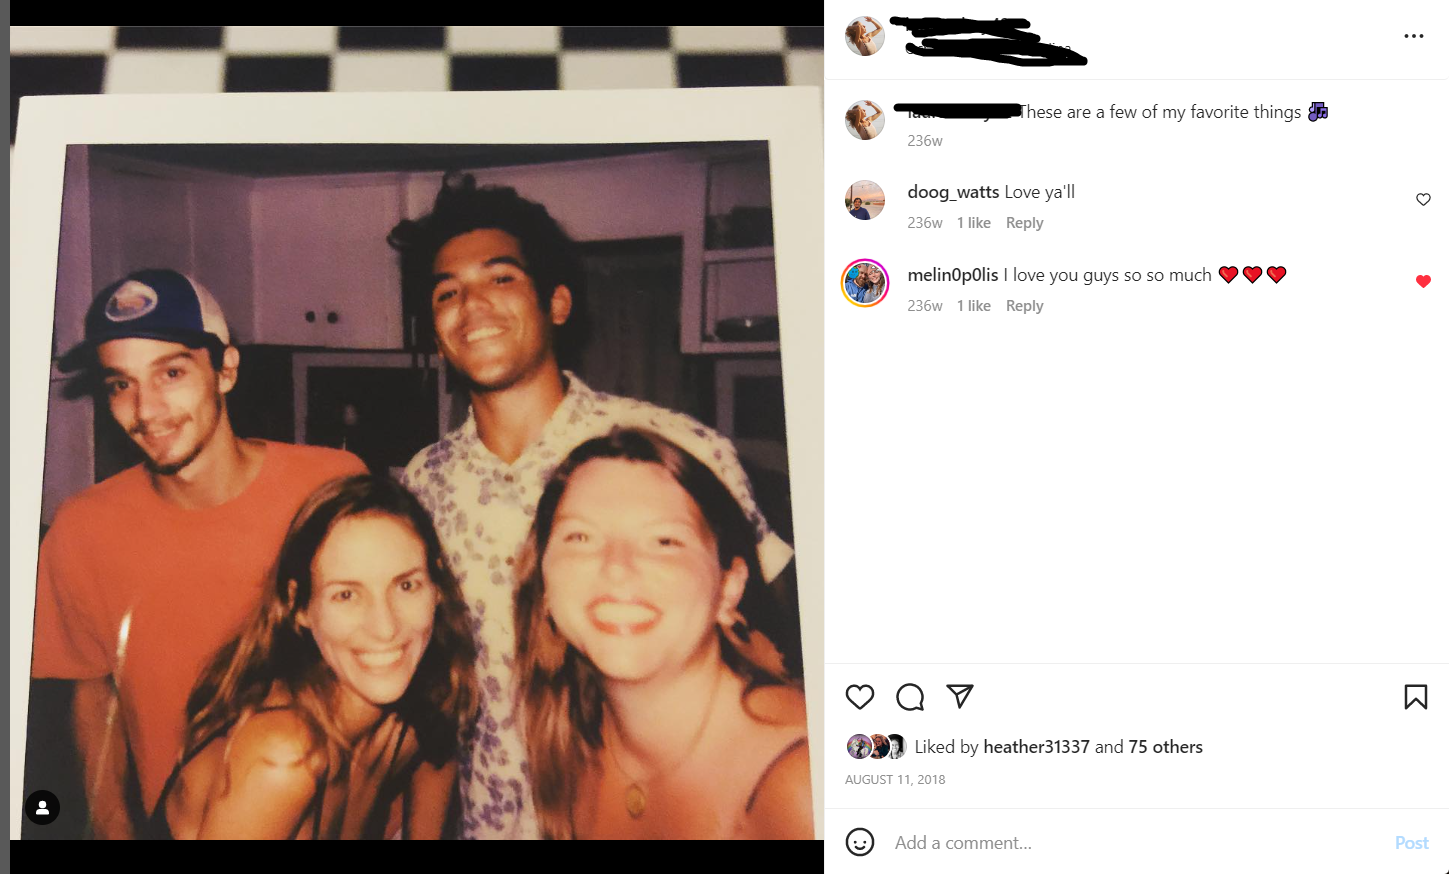 These are a few of my favorite things
236w
doog_watts Love ya'll
236w 1 like Reply
melin0p0lis I love you guys so so much ❤️❤️❤️
236w 1 like Reply
Liked by heather31337 and 75 others
AUGUST 11, 2018
Add a comment... Post